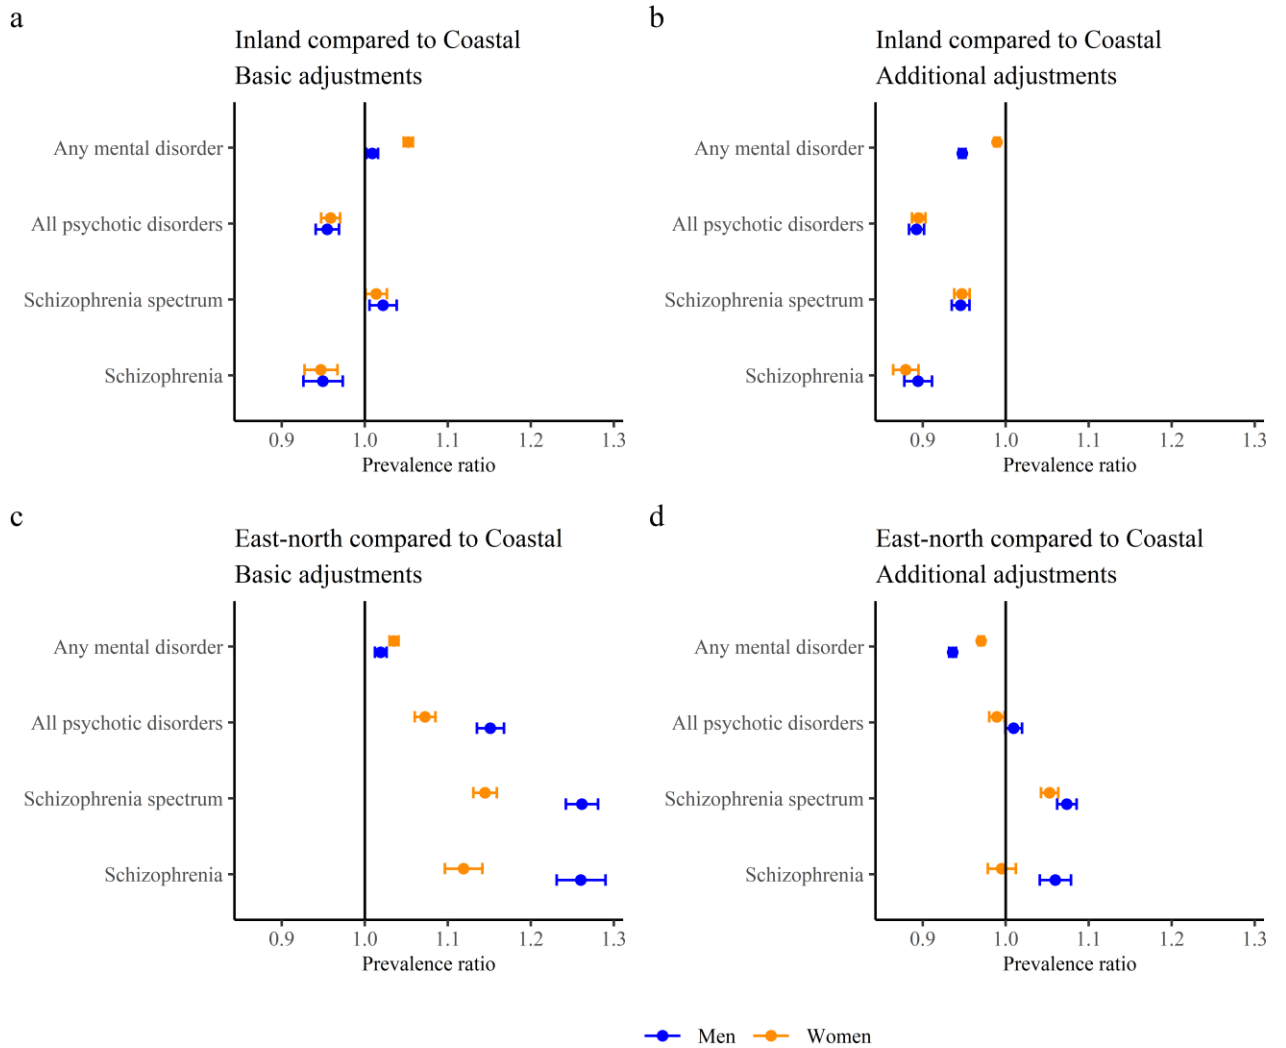 a
Inland compared to Coastal
Basic adjustments
Any mental disorder
All psychotic disorders
Schizophrenia spectrum
Schizophrenia
0.9 1.0 1.1 1.2 1.3
Prevalence ratio
b
Inland compared to Coastal
Additional adjustments
Any mental disorder
All psychotic disorders
Schizophrenia spectrum
Schizophrenia
0.9 1.0 1.1 1.2 1.3
Prevalence ratio
c
East-north compared to Coastal
Basic adjustments
Any mental disorder
All psychotic disorders
Schizophrenia spectrum
Schizophrenia
0.9 1.0 1.1 1.2 1.3
Prevalence ratio
d
East-north compared to Coastal
Additional adjustments
Any mental disorder
All psychotic disorders
Schizophrenia spectrum
Schizophrenia
0.9 1.0 1.1 1.2 1.3
Prevalence ratio
Men Women